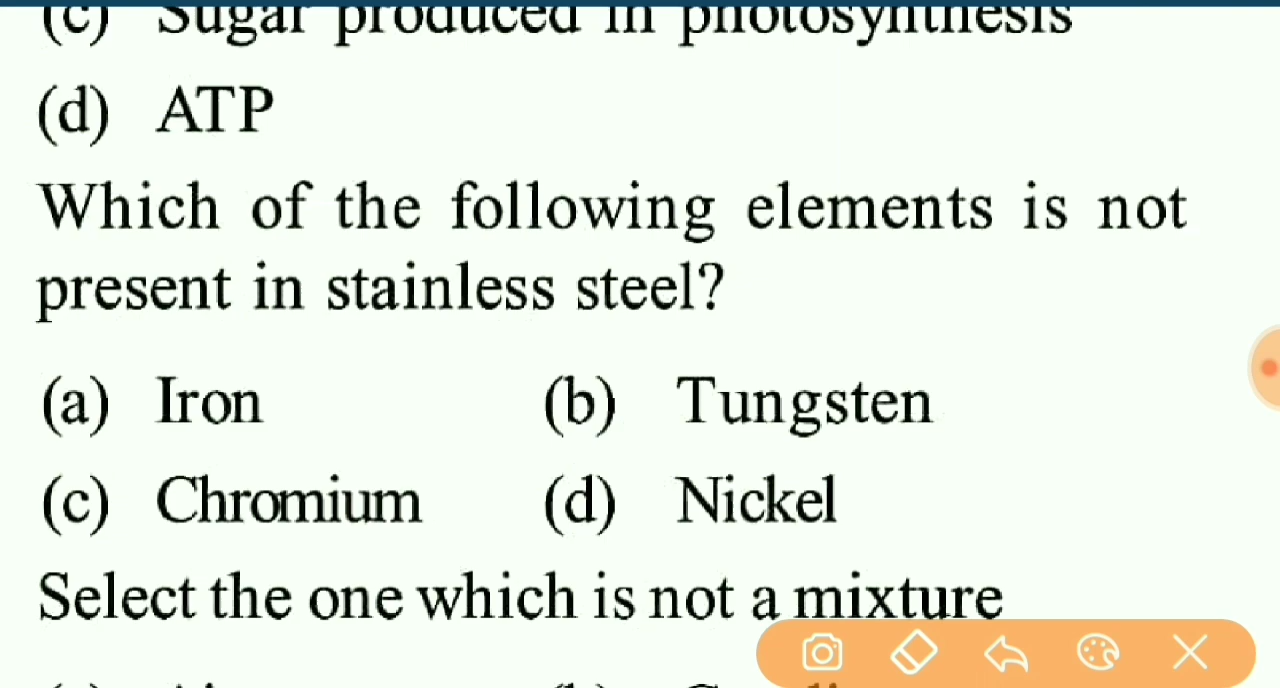 (c) Sugar produced in photosynthesis
(d) ATP
Which of the following elements is not
present in stainless steel?
(a) Iron (b) Tungsten
(c) Chromium (d) Nickel
Select the one which is not a mixture